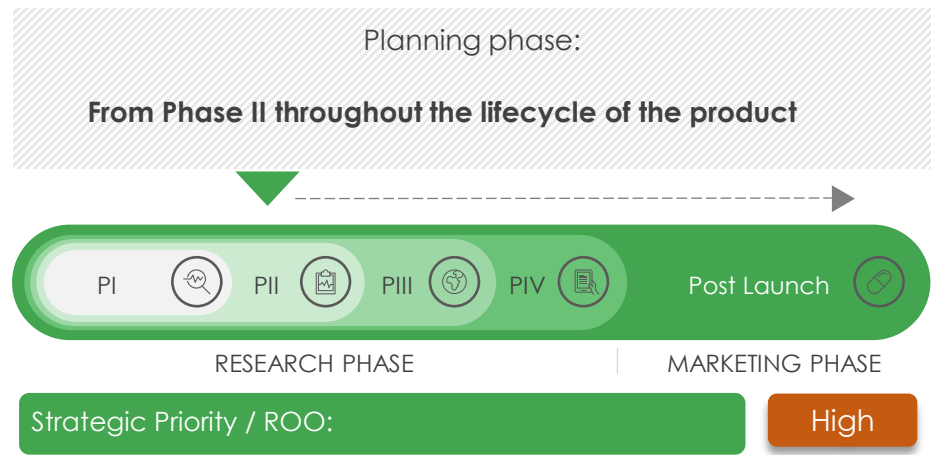 Planning phase:
From Phase II throughout the lifecycle of the product
PI
PII
PIII
PIV
Post Launch
RESEARCH PHASE
MARKETING PHASE
Strategic Priority / ROO:
High